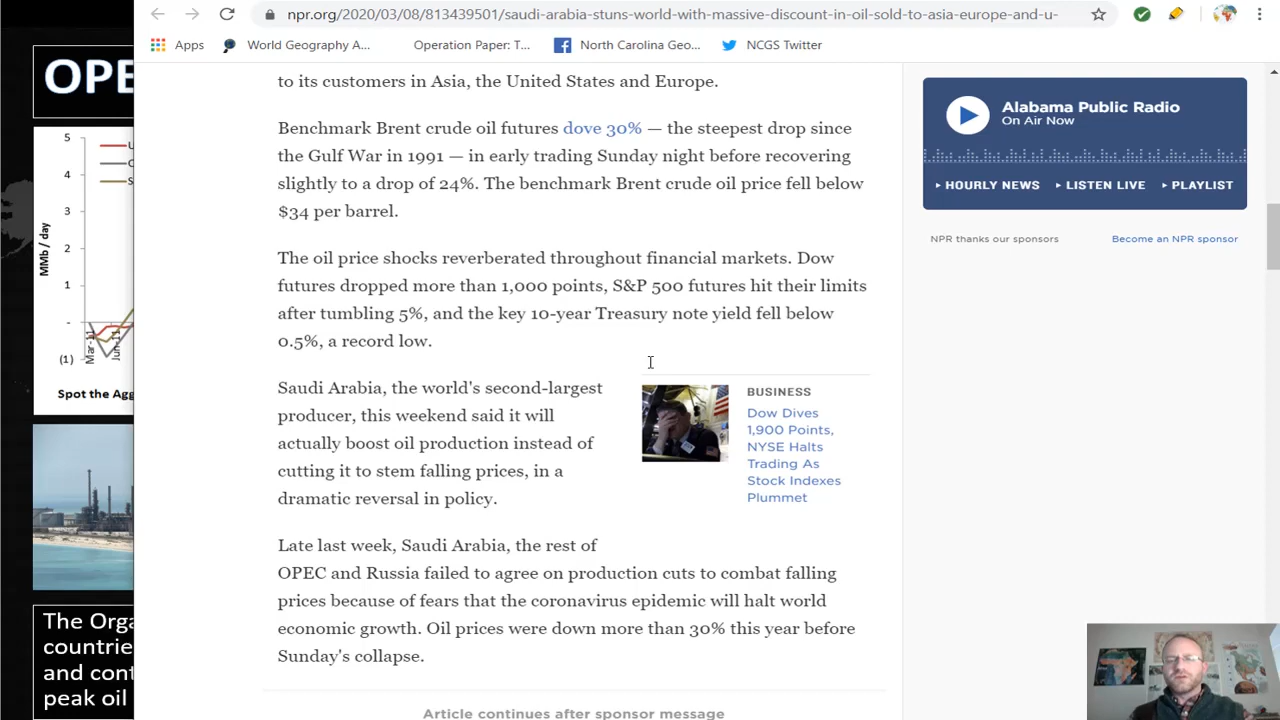 npr.org/2020/03/08/813439501/saudi-arabia-stuns-world-with-massive-discount-in-oil-sold-to-asia-europe-and-u-
Apps
World Geography A...
Operation Paper: T...
North Carolina Geo...
NCGS Twitter
OPE
5
4
3
2
1
-
(1)
MMb / day
Mar-11
Jun-11
Spot the Agg
The Orga
countrie
and cont
peak oil
to its customers in Asia, the United States and Europe.
Benchmark Brent crude oil futures dove 30% — the steepest drop since
the Gulf War in 1991 — in early trading Sunday night before recovering
slightly to a drop of 24%. The benchmark Brent crude oil price fell below
$34 per barrel.
The oil price shocks reverberated throughout financial markets. Dow
futures dropped more than 1,000 points, S&P 500 futures hit their limits
after tumbling 5%, and the key 10-year Treasury note yield fell below
0.5%, a record low.
Saudi Arabia, the world's second-largest
producer, this weekend said it will
actually boost oil production instead of
cutting it to stem falling prices, in a
dramatic reversal in policy.
BUSINESS
Dow Dives
1,900 Points,
NYSE Halts
Trading As
Stock Indexes
Plummet
Late last week, Saudi Arabia, the rest of
OPEC and Russia failed to agree on production cuts to combat falling
prices because of fears that the coronavirus epidemic will halt world
economic growth. Oil prices were down more than 30% this year before
Sunday's collapse.
Article continues after sponsor message
Alabama Public Radio
On Air Now
HOURLY NEWS
LISTEN LIVE
PLAYLIST
NPR thanks our sponsors
Become an NPR sponsor